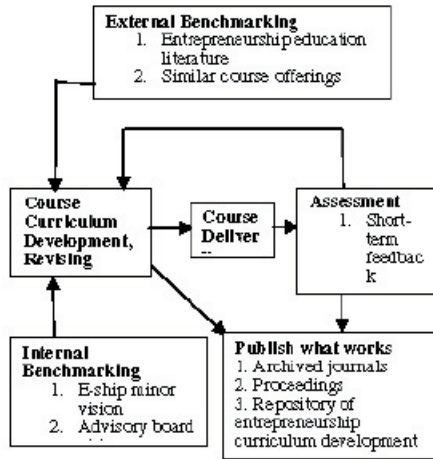 External Benchmarking
1. Entrepreneurship education
literature
2. Similar course offerings
Course
Curriculum
Development,
Revising
Course
Deliver
Assessment
1. Short-
term
feedbac
k
Internal
Benchmarking
1. E-ship minor
vision
2. Advisory board
Publish what works
1. Archived journals
2. Proceedings
3. Repository of
entrepreneurship
curriculum development